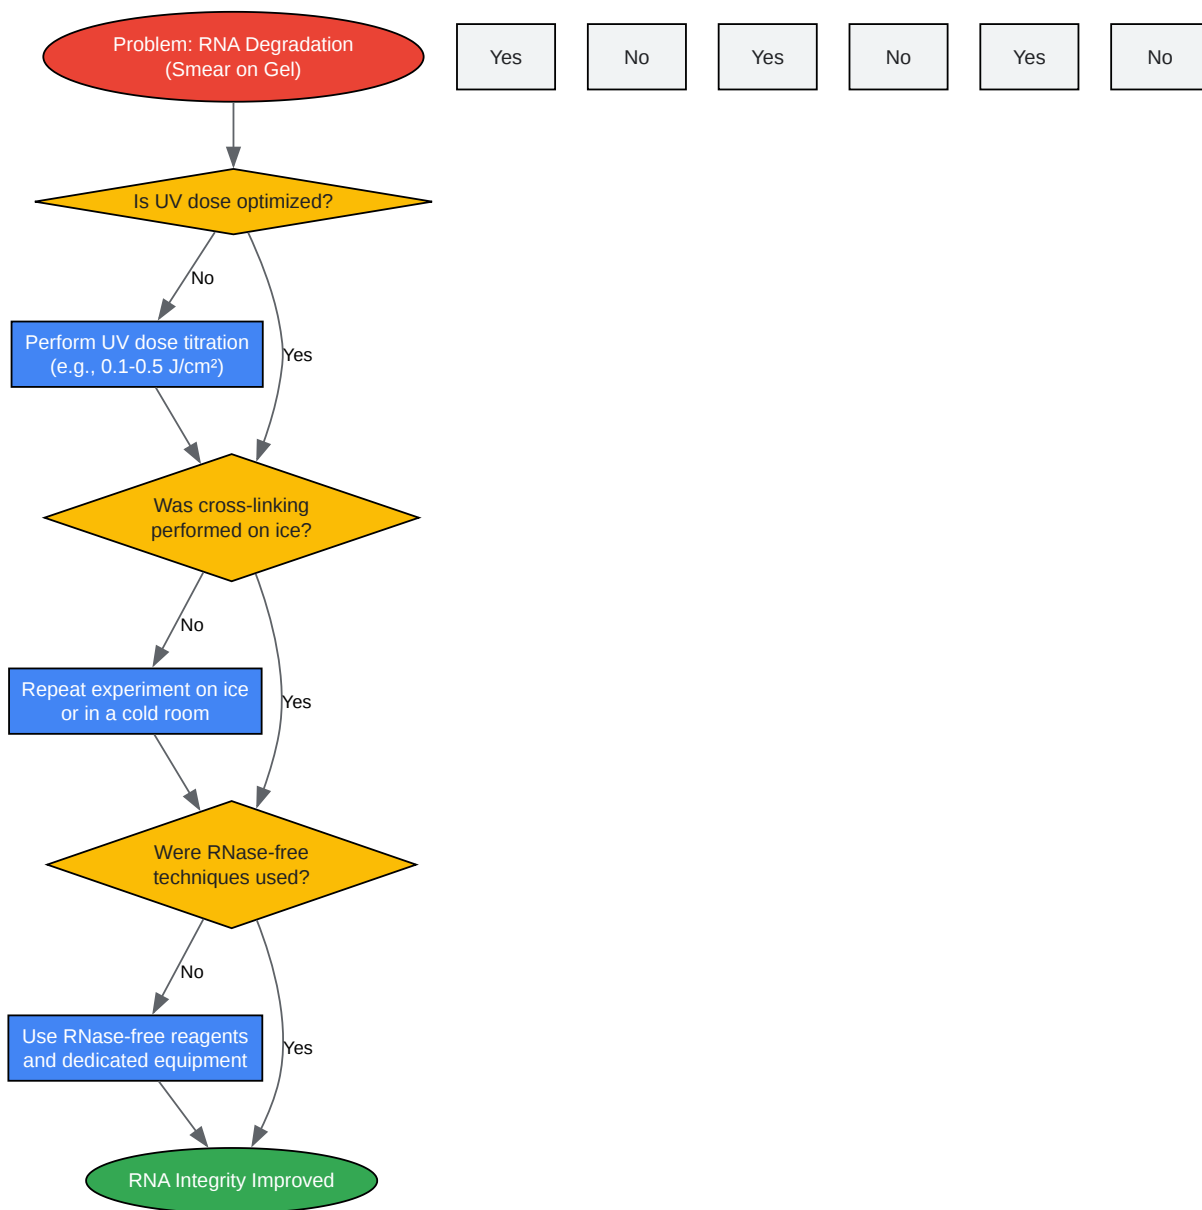 Problem: RNA Degradation
(Smear on Gel)
Yes
No
Yes
No
Yes
No
Is UV dose optimized?
No
Perform UV dose titration
(e.g., 0.1-0.5 J/cm²)
Yes
Was cross-linking
performed on ice?
No
Repeat experiment on ice
or in a cold room
Yes
Were RNase-free
techniques used?
No
Use RNase-free reagents
and dedicated equipment
Yes
RNA Integrity Improved